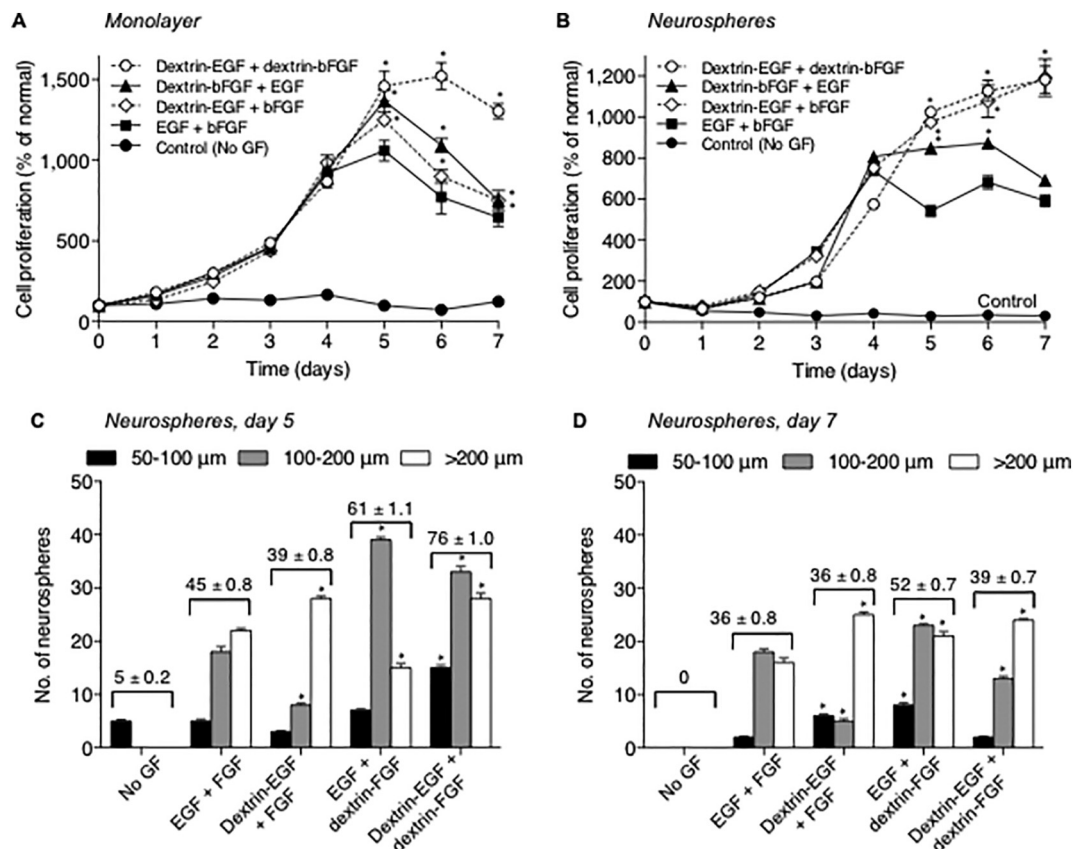 A Monolayer
Dextrin-EGF + dextrin-bFGF
Dextrin-bFGF + EGF
Dextrin-EGF + bFGF
EGF + bFGF
Control (No GF)
Cell proliferation (% of normal)
1,500
1,000
500
0
0 1 2 3 4 5 6 7
Time (days)
B Neurospheres
Dextrin-EGF + dextrin-bFGF
Dextrin-bFGF + EGF
Dextrin-EGF + bFGF
EGF + bFGF
Control (No GF)
Cell proliferation (% of normal)
1,200
1,000
800
600
400
200
0
Control
0 1 2 3 4 5 6 7
Time (days)
C Neurospheres, day 5
50-100 μm 100-200 μm >200 μm
No. of neurospheres
50
40
30
20
10
0
5 ± 0.2
45 ± 0.8
39 ± 0.8
61 ± 1.1
76 ± 1.0
No GF
EGF + FGF
Dextrin-EGF
+ FGF
EGF +
dextrin-FGF
Dextrin-EGF +
dextrin-FGF
D Neurospheres, day 7
50-100 μm 100-200 μm >200 μm
No. of neurospheres
50
40
30
20
10
0
0
36 ± 0.8
36 ± 0.8
52 ± 0.7
39 ± 0.7
No GF
EGF + FGF
Dextrin-EGF
+ FGF
EGF +
dextrin-FGF
Dextrin-EGF +
dextrin-FGF